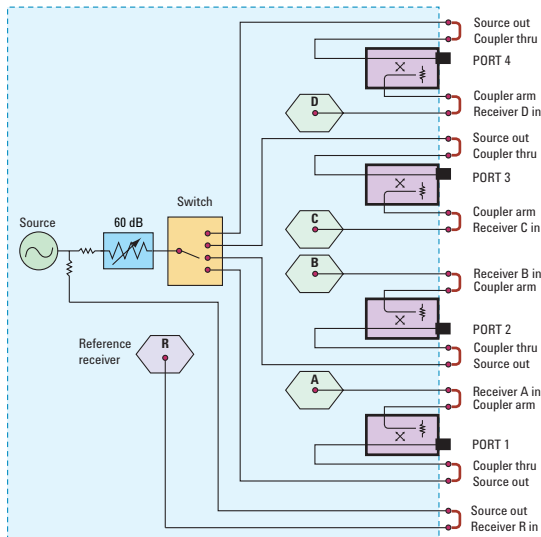 Source out
Coupler thru
PORT 4
Coupler arm
D
Receiver D in
Source out
Coupler thru
PORT 3
Switch
Coupler arm
Source
60 dB
C
Receiver C in
B
Receiver B in
Coupler arm
PORT 2
Reference
receiver
R
Coupler thru
Source out
A
Receiver A in
Coupler arm
PORT 1
Coupler thru
Source out
Source out
Receiver R in